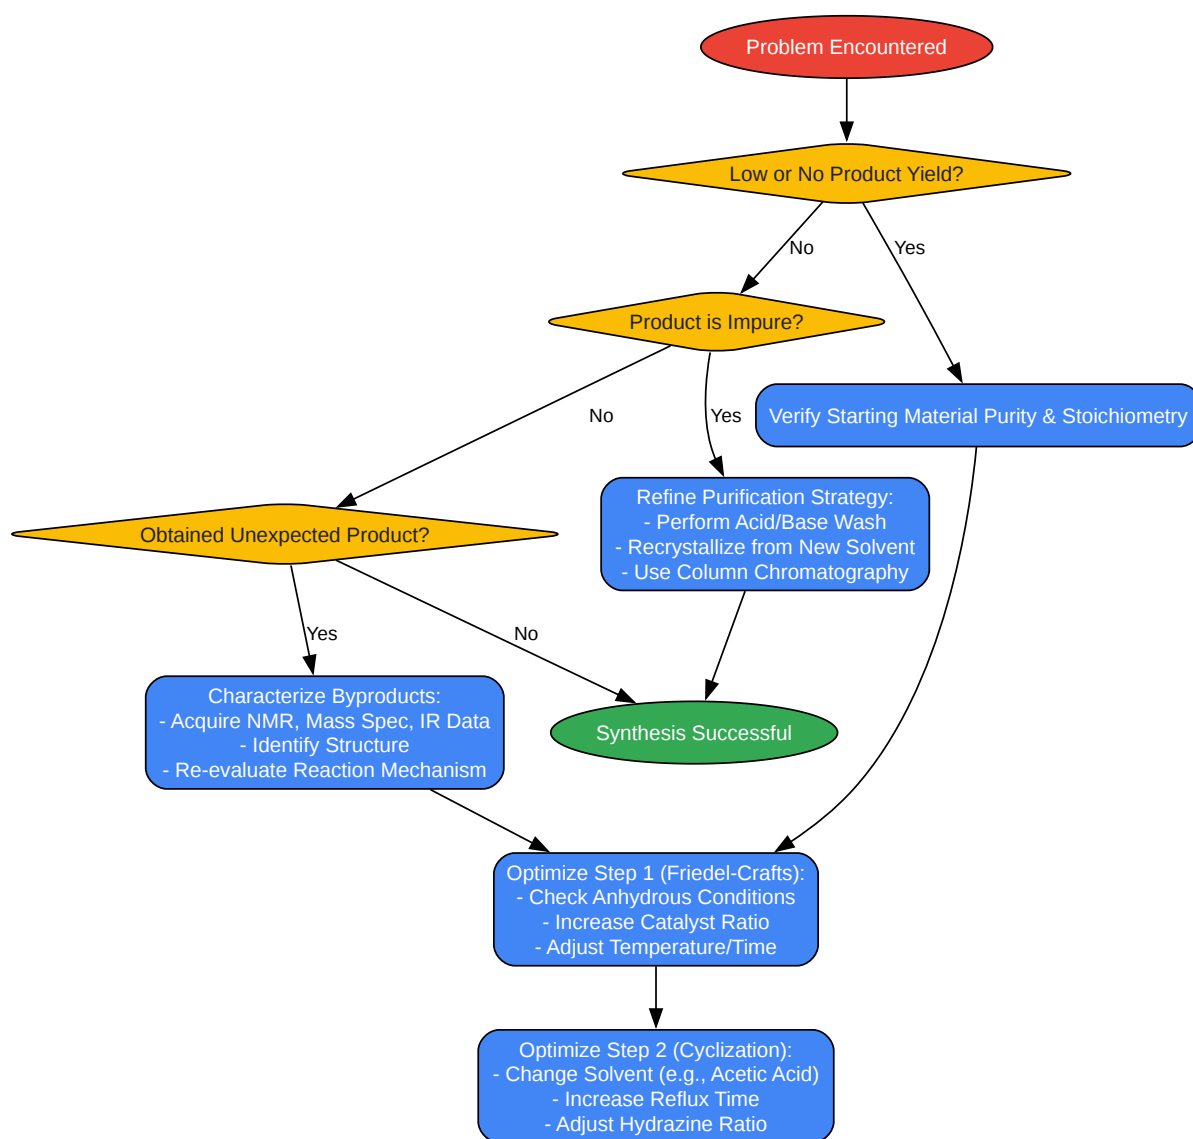 Problem Encountered
Low or No Product Yield?
No
Yes
Product is Impure?
No
Yes
Verify Starting Material Purity & Stoichiometry
Refine Purification Strategy:
- Perform Acid/Base Wash
- Recrystallize from New Solvent
- Use Column Chromatography
Obtained Unexpected Product?
Yes
No
Characterize Byproducts:
- Acquire NMR, Mass Spec, IR Data
- Identify Structure
- Re-evaluate Reaction Mechanism
Synthesis Successful
Optimize Step 1 (Friedel-Crafts):
- Check Anhydrous Conditions
- Increase Catalyst Ratio
- Adjust Temperature/Time
Optimize Step 2 (Cyclization):
- Change Solvent (e.g., Acetic Acid)
- Increase Reflux Time
- Adjust Hydrazine Ratio